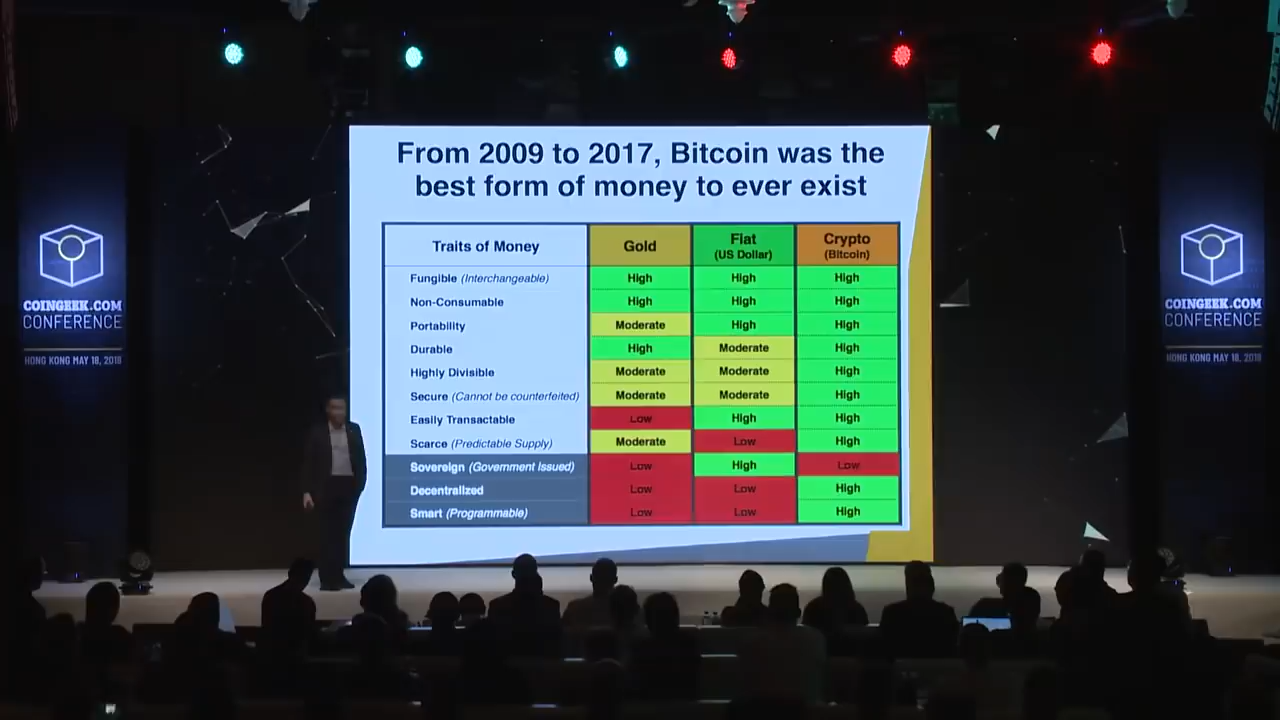 From 2009 to 2017, Bitcoin was the
best form of money to ever exist
Traits of Money Gold Fiat (US Dollar) Crypto (Bitcoin)
Fungible (Interchangeable) High High High
Non-Consumable High High High
Portability Moderate High High
Durable High Moderate High
Highly Divisible Moderate Moderate High
Secure (Cannot be counterfeited) Moderate Moderate High
Easily Transactable Low High High
Scarce (Predictable Supply) Moderate Low High
Sovereign (Government Issued) Low High Low
Decentralized Low Low High
Smart (Programmable) Low Low High
COINGEEK.COM
CONFERENCE
HONG KONG MAY 18, 2018
COINGEEK.COM
CONFERENCE
HONG KONG MAY 18, 2018